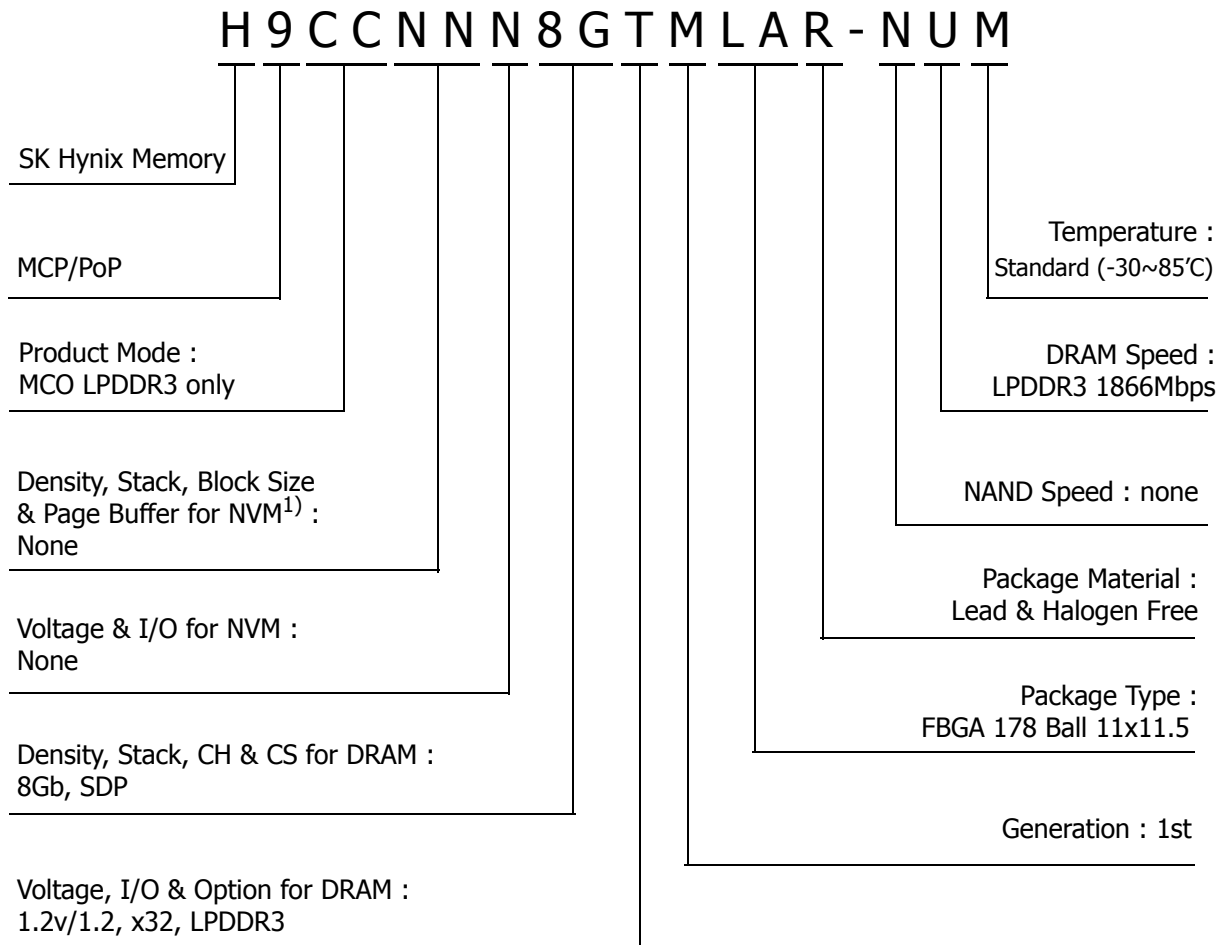 H9CCNNN8GTMLAR-NUM
SK Hynix Memory
MCP/PoP
Product Mode :
MCO LPDDR3 only
Density, Stack, Block Size
& Page Buffer for NVM1) :
None
Voltage & I/O for NVM :
None
Density, Stack, CH & CS for DRAM :
8Gb, SDP
Voltage, I/O & Option for DRAM :
1.2v/1.2, x32, LPDDR3
Temperature :
Standard (-30~85’C)
DRAM Speed :
LPDDR3 1866Mbps
NAND Speed : none
Package Material :
Lead & Halogen Free
Package Type :
FBGA 178 Ball 11x11.5
Generation : 1st